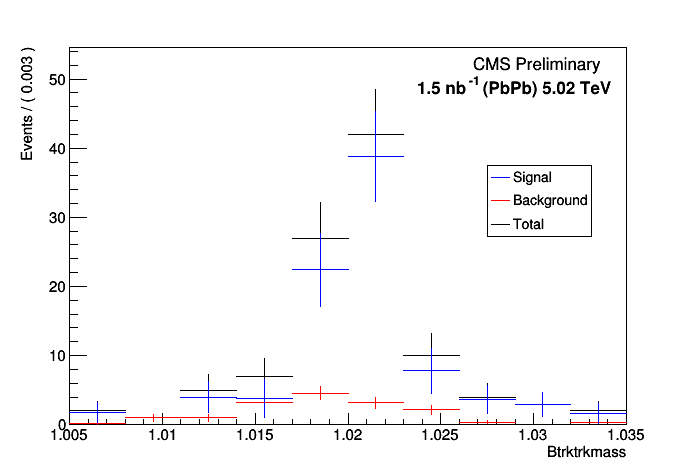 CMS Preliminary
1.5 nb-1 (PbPb) 5.02 TeV
Events / ( 0.003 )
50
40
30
20
10
0
Signal
Background
Total
1.005 1.01 1.015 1.02 1.025 1.03 1.035
Btrktrkmass